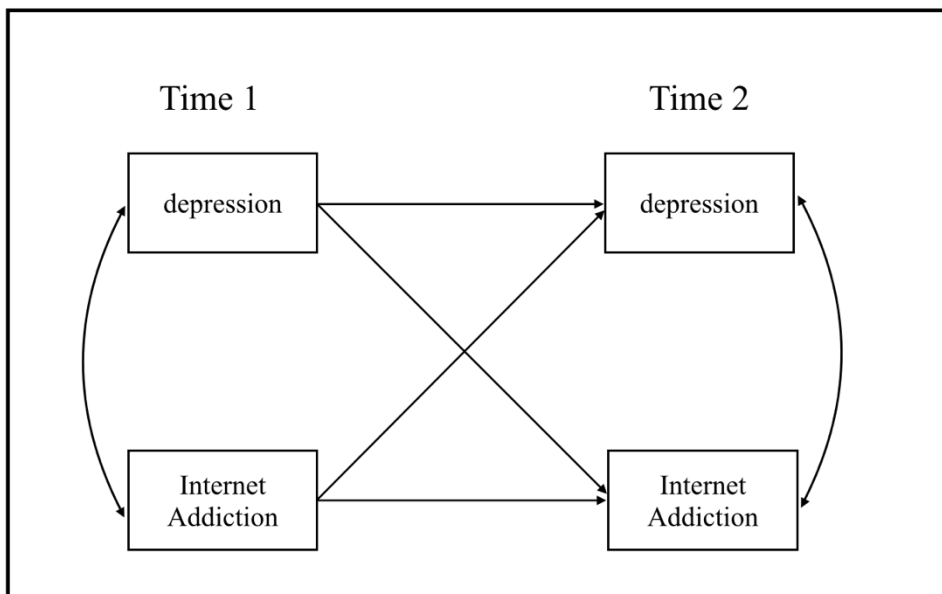 Time 1
Time 2
depression
depression
Internet
Addiction
Internet
Addiction